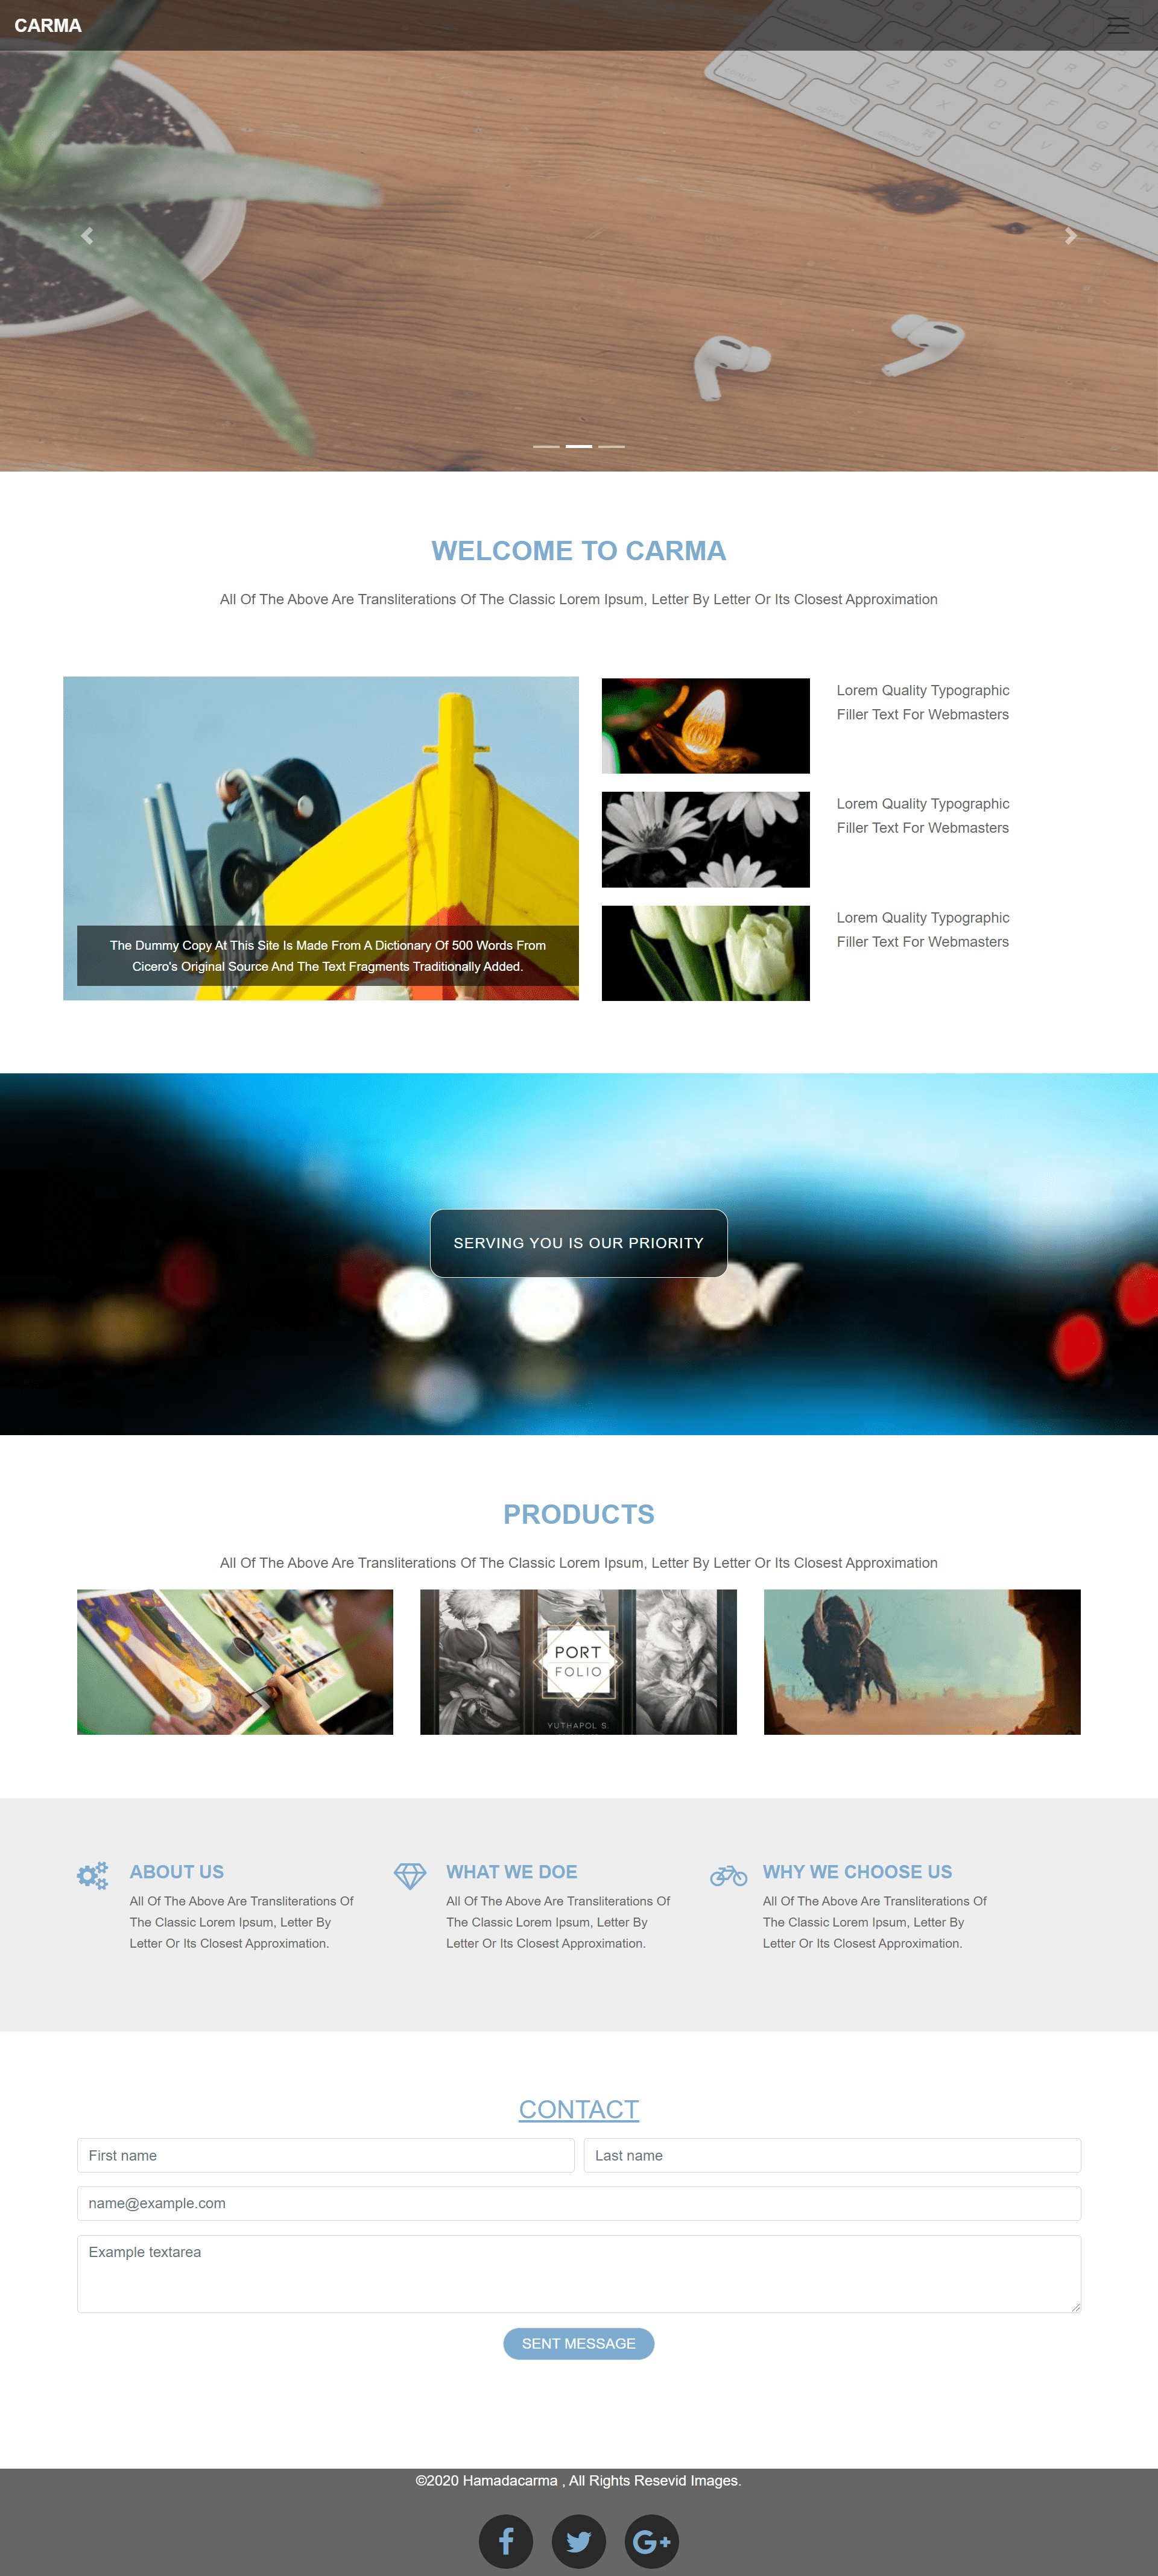 CARMA
WELCOME TO CARMA
All Of The Above Are Transliterations Of The Classic Lorem Ipsum, Letter By Letter Or Its Closest Approximation
Lorem Quality Typographic
Filler Text For Webmasters
Lorem Quality Typographic
Filler Text For Webmasters
The Dummy Copy At This Site Is Made From A Dictionary Of 500 Words From
Cicero's Original Source And The Text Fragments Traditionally Added.
Lorem Quality Typographic
Filler Text For Webmasters
SERVING YOU IS OUR PRIORITY
PRODUCTS
All Of The Above Are Transliterations Of The Classic Lorem Ipsum, Letter By Letter Or Its Closest Approximation
PORT
FOLIO
YUTHAPOL S
ABOUT US
All Of The Above Are Transliterations Of
The Classic Lorem Ipsum, Letter By
Letter Or Its Closest Approximation.
WHAT WE DOE
All Of The Above Are Transliterations Of
The Classic Lorem Ipsum, Letter By
Letter Or Its Closest Approximation.
WHY WE CHOOSE US
All Of The Above Are Transliterations Of
The Classic Lorem Ipsum, Letter By
Letter Or Its Closest Approximation.
CONTACT
First name
Last name
name@example.com
Example textarea
SENT MESSAGE
©2020 Hamadacarma , All Rights Resevid Images.